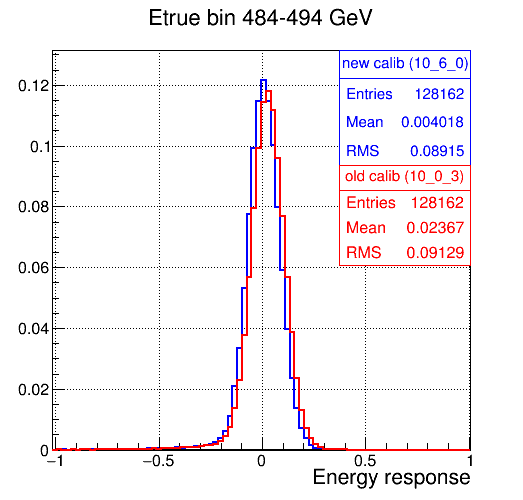 Etrue bin 484-494 GeV
new calib (10_6_0)
Entries 128162
Mean 0.004018
RMS 0.08915
old calib (10_0_3)
Entries 128162
Mean 0.02367
RMS 0.09129
0.12
0.1
0.08
0.06
0.04
0.02
0
−1 −0.5 0 0.5 1
Energy response